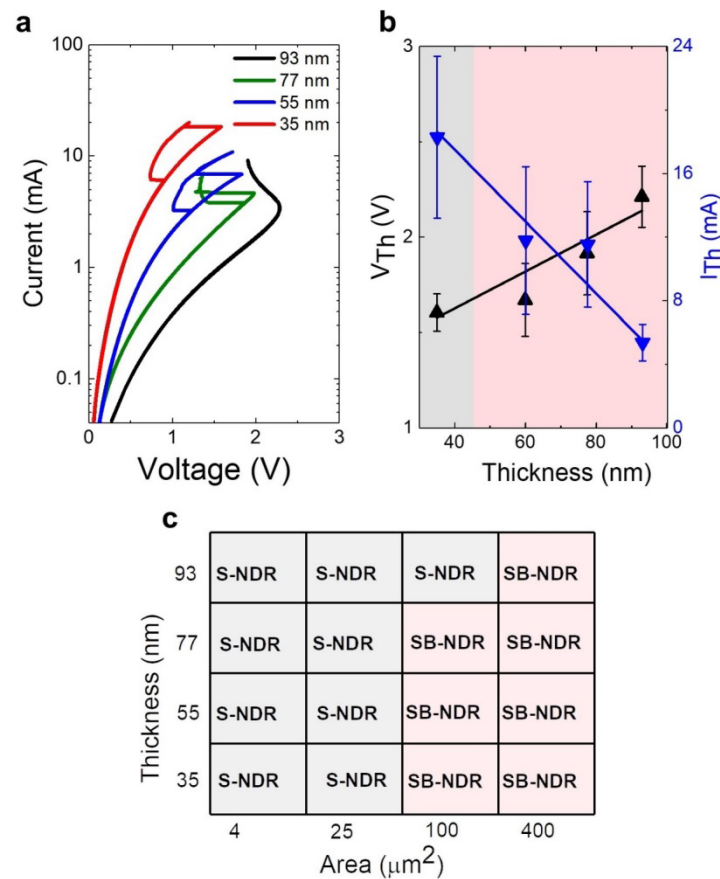 a
100
10
1
0.1
Current (mA)
0 1 2 3
Voltage (V)
93 nm
77 nm
55 nm
35 nm
b
3
2
1
VTh (V)
24
16
8
0
ITh (mA)
40 60 80 100
Thickness (nm)
c
Thickness (nm)
93 S-NDR S-NDR S-NDR SB-NDR
77 S-NDR S-NDR SB-NDR SB-NDR
55 S-NDR S-NDR SB-NDR SB-NDR
35 S-NDR S-NDR SB-NDR SB-NDR
4 25 100 400
Area (μm²)